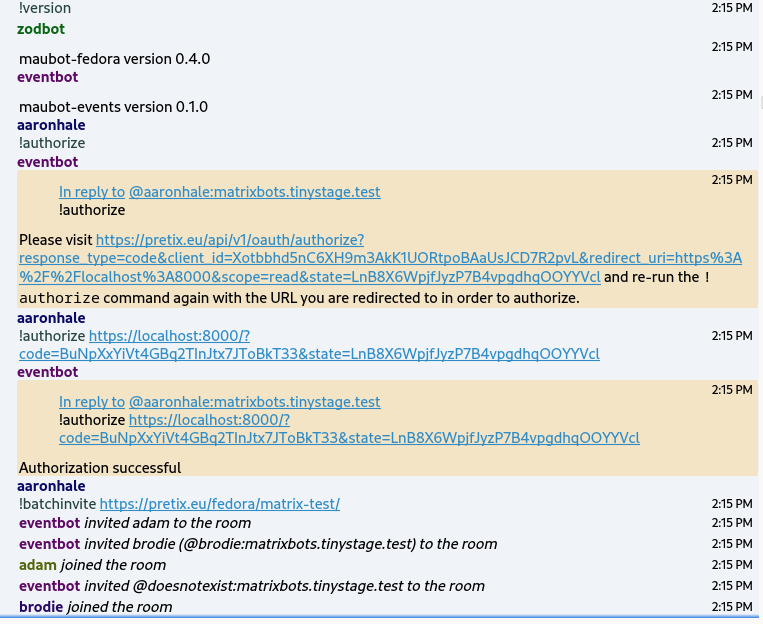 !version 2:15 PM
zodbot
2:15 PM
maubot-fedora version 0.4.0
eventbot
2:15 PM
maubot-events version 0.1.0
aaronhale
!authorize 2:15 PM
eventbot
2:15 PM
In reply to @aaronhale:matrixbots.tinystage.test
!authorize
Please visit https://pretix.eu/api/v1/oauth/authorize?
response_type=code&client_id=Xotbbhd5nC6XH9m3AkK1UORtpoBAaUsJCD7R2pvL&redirect_uri=https%3A
%2F%2Flocalhost%3A8000&scope=read&state=LnB8X6WpjfJyzP7B4vpgdhqOOYYVcl and re-run the !
authorize command again with the URL you are redirected to in order to authorize.
aaronhale
!authorize https://localhost:8000/? 2:15 PM
code=BuNpXxYiVt4GBq2TInJtx7JToBkT33&state=LnB8X6WpjfJyzP7B4vpgdhqOOYYVcl
eventbot
2:15 PM
In reply to @aaronhale:matrixbots.tinystage.test
!authorize https://localhost:8000/?
code=BuNpXxYiVt4GBq2TInJtx7JToBkT33&state=LnB8X6WpjfJyzP7B4vpgdhqOOYYVcl
Authorization successful
aaronhale
!batchinvite https://pretix.eu/fedora/matrix-test/ 2:15 PM
eventbot invited adam to the room 2:15 PM
eventbot invited brodie (@brodie:matrixbots.tinystage.test) to the room 2:15 PM
adam joined the room 2:15 PM
eventbot invited @doesnotexist:matrixbots.tinystage.test to the room 2:15 PM
brodie joined the room 2:15 PM